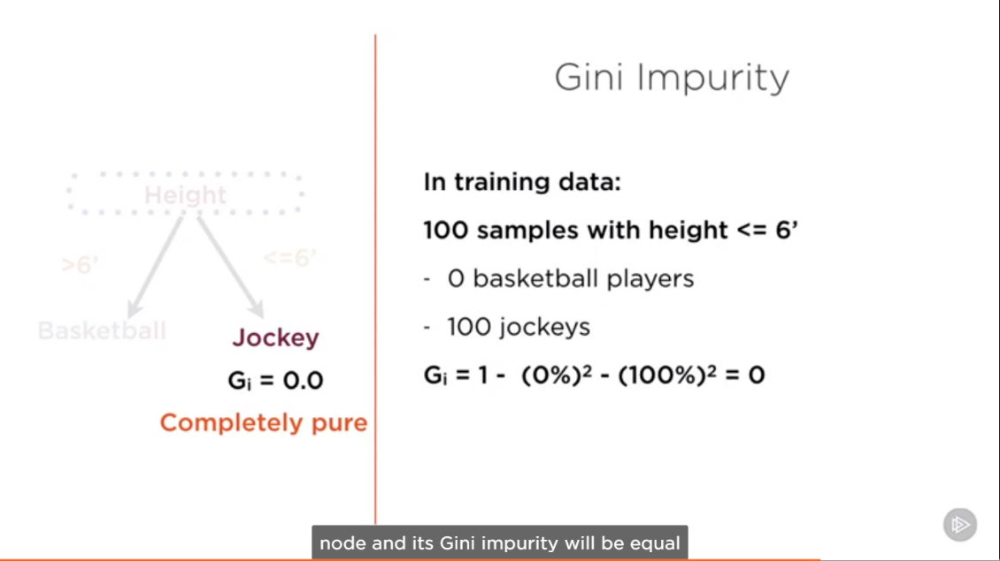 Gini Impurity
Height
>6’
<=6’
Basketball
Jockey
Gi = 0.0
Completely pure
In training data:
100 samples with height <= 6’
- 0 basketball players
- 100 jockeys
Gi = 1 - (0%)² - (100%)² = 0
node and its Gini impurity will be equal